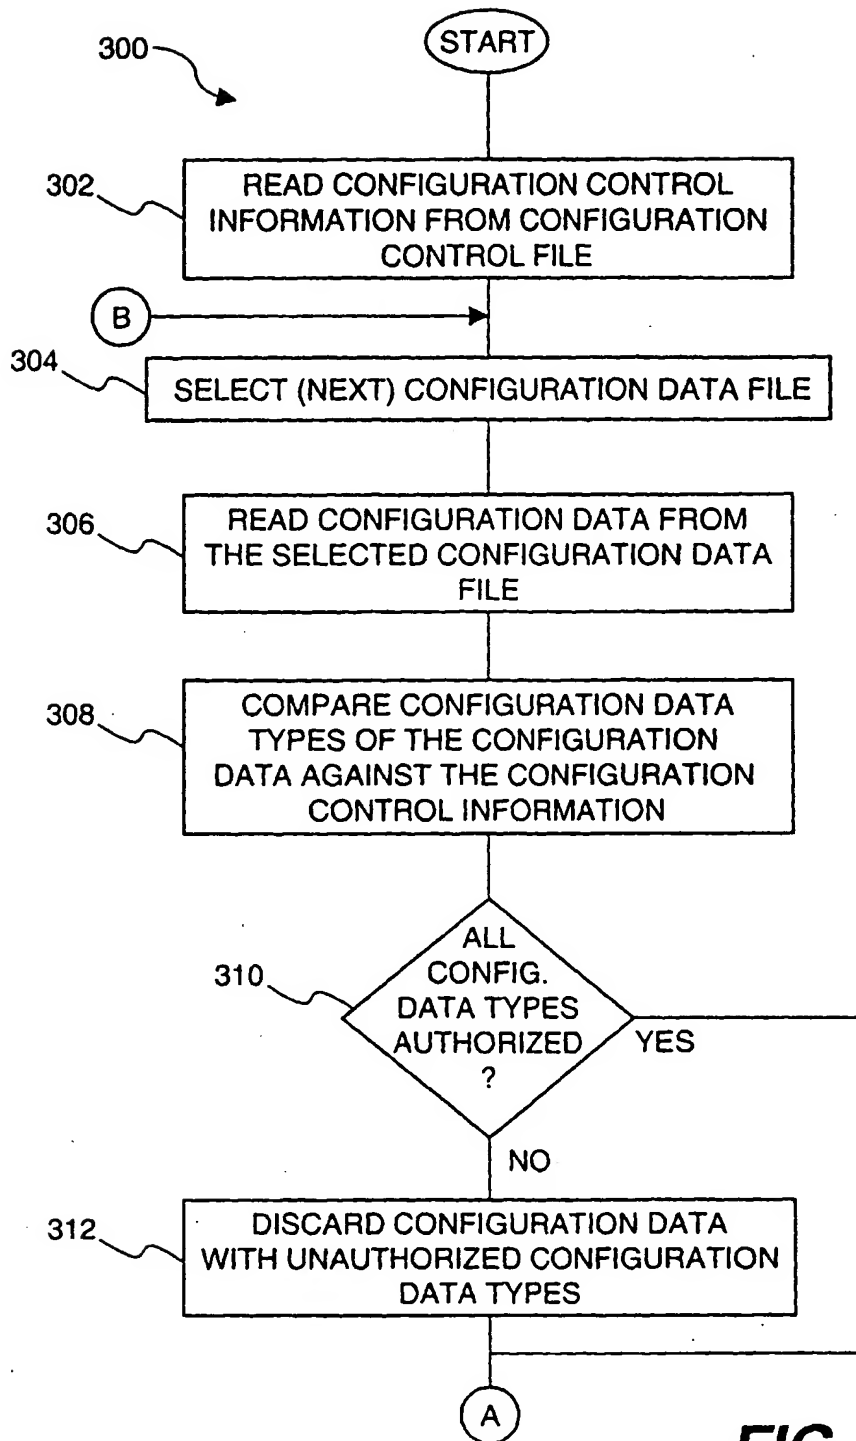 START
300
302
READ CONFIGURATION CONTROL
INFORMATION FROM CONFIGURATION
CONTROL FILE
B
304
SELECT (NEXT) CONFIGURATION DATA FILE
306
READ CONFIGURATION DATA FROM
THE SELECTED CONFIGURATION DATA
FILE
308
COMPARE CONFIGURATION DATA
TYPES OF THE CONFIGURATION
DATA AGAINST THE CONFIGURATION
CONTROL INFORMATION
310
ALL
CONFIG.
DATA TYPES
AUTHORIZED
?
YES
NO
312
DISCARD CONFIGURATION DATA
WITH UNAUTHORIZED CONFIGURATION
DATA TYPES
A
FIG